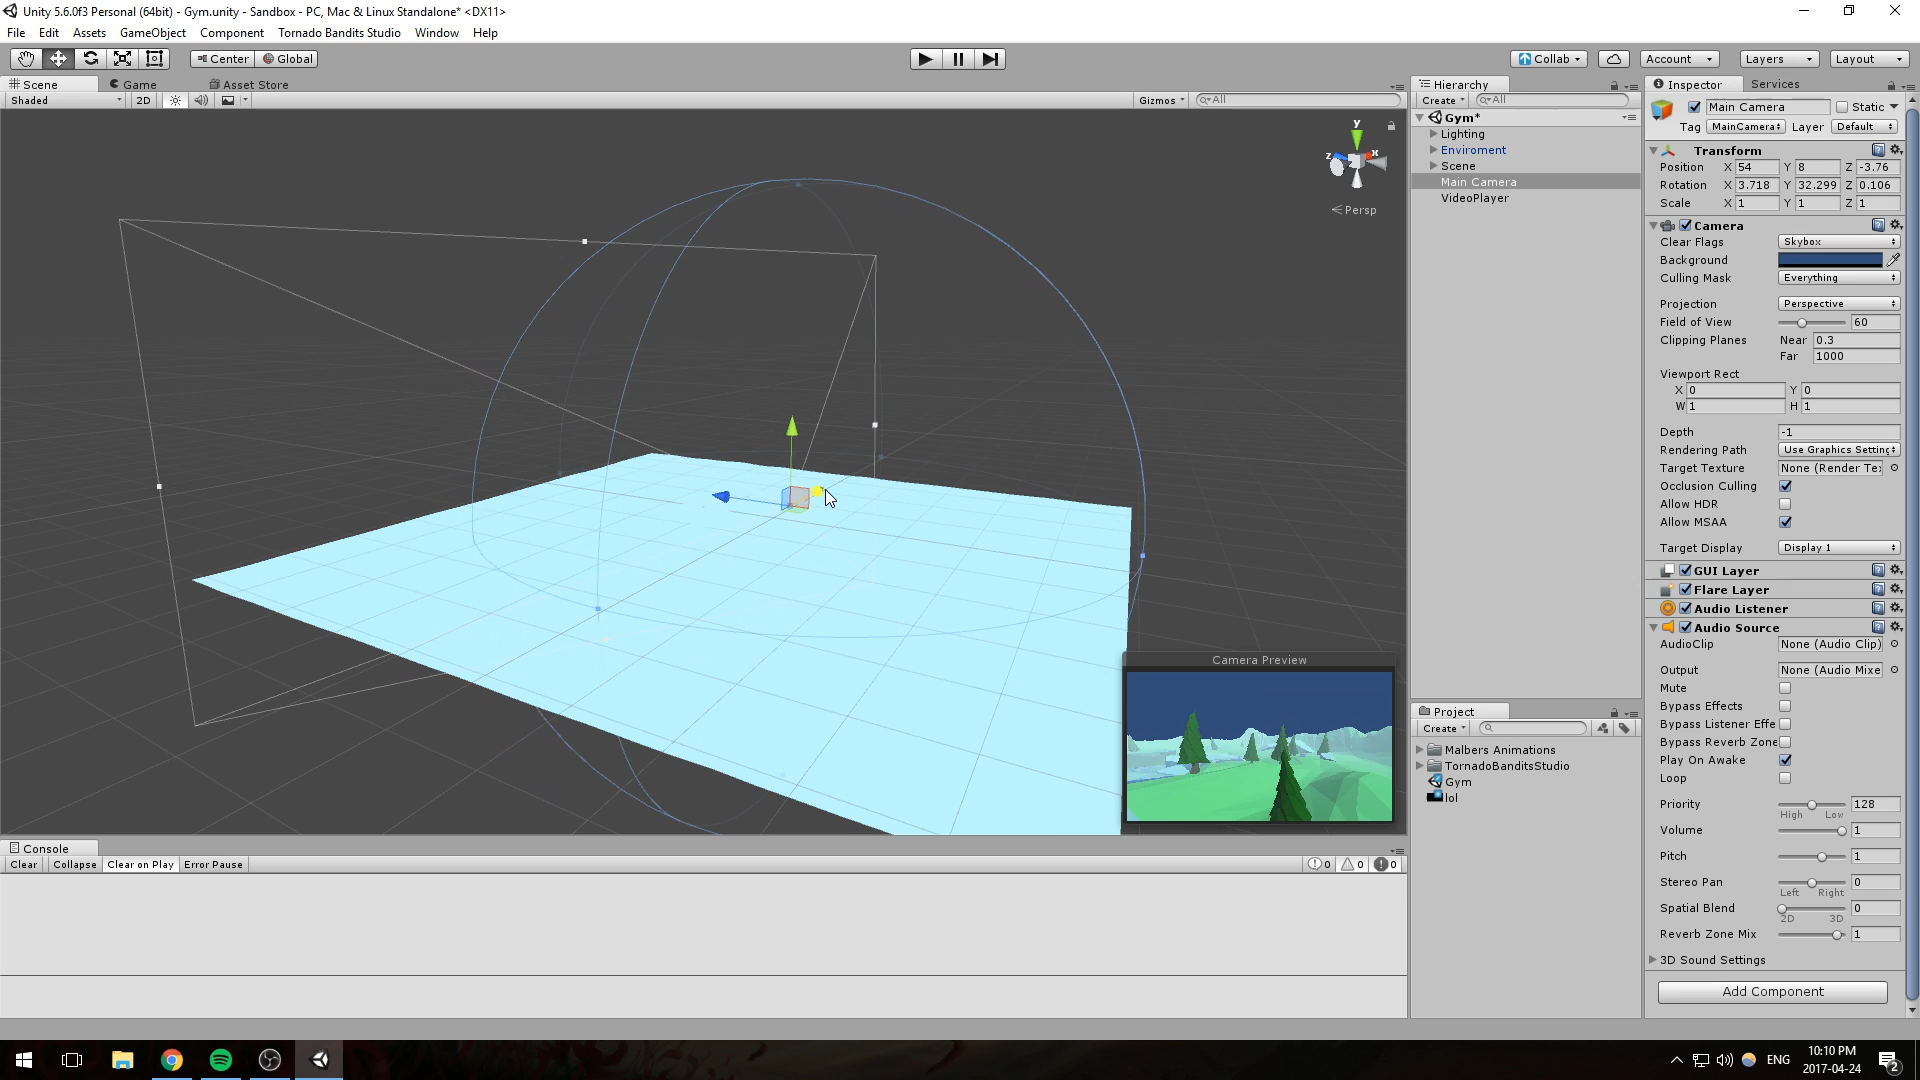 Unity 5.6.0f3 Personal (64bit) - Gym.unity - Sandbox - PC, Mac & Linux Standalone* <DX11>
File Edit Assets GameObject Component Tornado Bandits Studio Window Help
Center Global
Collab Account Layers Layout
Scene Game Asset Store
Shaded 2D
Gizmos All
y
z x
Persp
Camera Preview
Console
Clear Collapse Clear on Play Error Pause
0 0 0
Hierarchy
Create All
Gym*
Lighting
Enviroment
Scene
Main Camera
VideoPlayer
Project
Create
Malbers Animations
TornadoBanditsStudio
Gym
lol
Inspector Services
Main Camera Static
Tag MainCamera Layer Default
Transform
Position X 54 Y 8 Z -3.76
Rotation X 3.718 Y 32.299 Z 0.106
Scale X 1 Y 1 Z 1
Camera
Clear Flags Skybox
Background
Culling Mask Everything
Projection Perspective
Field of View 60
Clipping Planes Near 0.3
Far 1000
Viewport Rect
X 0 Y 0
W 1 H 1
Depth -1
Rendering Path Use Graphics Setting
Target Texture None (Render Te
Occlusion Culling
Allow HDR
Allow MSAA
Target Display Display 1
GUI Layer
Flare Layer
Audio Listener
Audio Source
AudioClip None (Audio Clip)
Output None (Audio Mixe
Mute
Bypass Effects
Bypass Listener Effe
Bypass Reverb Zone
Play On Awake
Loop
Priority 128
High Low
Volume 1
Pitch 1
Stereo Pan 0
Left Right
Spatial Blend 0
2D 3D
Reverb Zone Mix 1
3D Sound Settings
Add Component
ENG
10:10 PM
2017-04-24
2